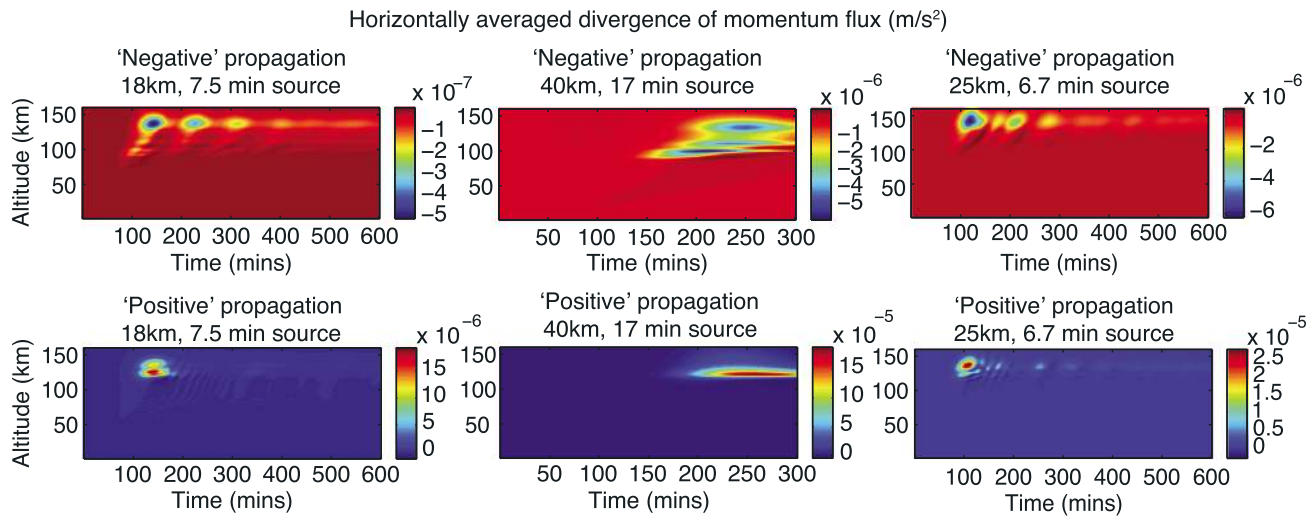 Horizontally averaged divergence of momentum flux (m/s²)
‘Negative’ propagation
18km, 7.5 min source
x 10⁻⁷
150
100
50
Altitude (km)
−1
−2
−3
−4
−5
100 200 300 400 500 600
Time (mins)
‘Negative’ propagation
40km, 17 min source
x 10⁻⁶
150
100
50
−1
−2
−3
−4
−5
50 100 150 200 250 300
Time (mins)
‘Negative’ propagation
25km, 6.7 min source
x 10⁻⁶
150
100
50
−2
−4
−6
100 200 300 400 500 600
Time (mins)
‘Positive’ propagation
18km, 7.5 min source
x 10⁻⁶
150
100
50
Altitude (km)
15
10
5
0
100 200 300 400 500 600
Time (mins)
‘Positive’ propagation
40km, 17 min source
x 10⁻⁵
150
100
50
15
10
5
0
50 100 150 200 250 300
Time (mins)
‘Positive’ propagation
25km, 6.7 min source
x 10⁻⁵
150
100
50
2.5
2
1.5
1
0.5
0
100 200 300 400 500 600
Time (mins)